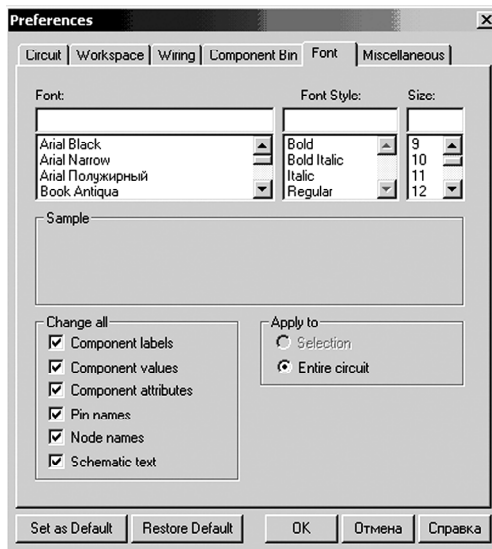 Preferences
Circuit Workspace Wiring Component Bin Font Miscellaneous
Font: Font Style: Size:
Arial Black Bold 9
Arial Narrow Bold Italic 10
Arial Полужирный Italic 11
Book Antiqua Regular 12
Sample
Change all Apply to
Component labels Selection
Component values Entire circuit
Component attributes
Pin names
Node names
Schematic text
Set as Default Restore Default OK Отмена Справка